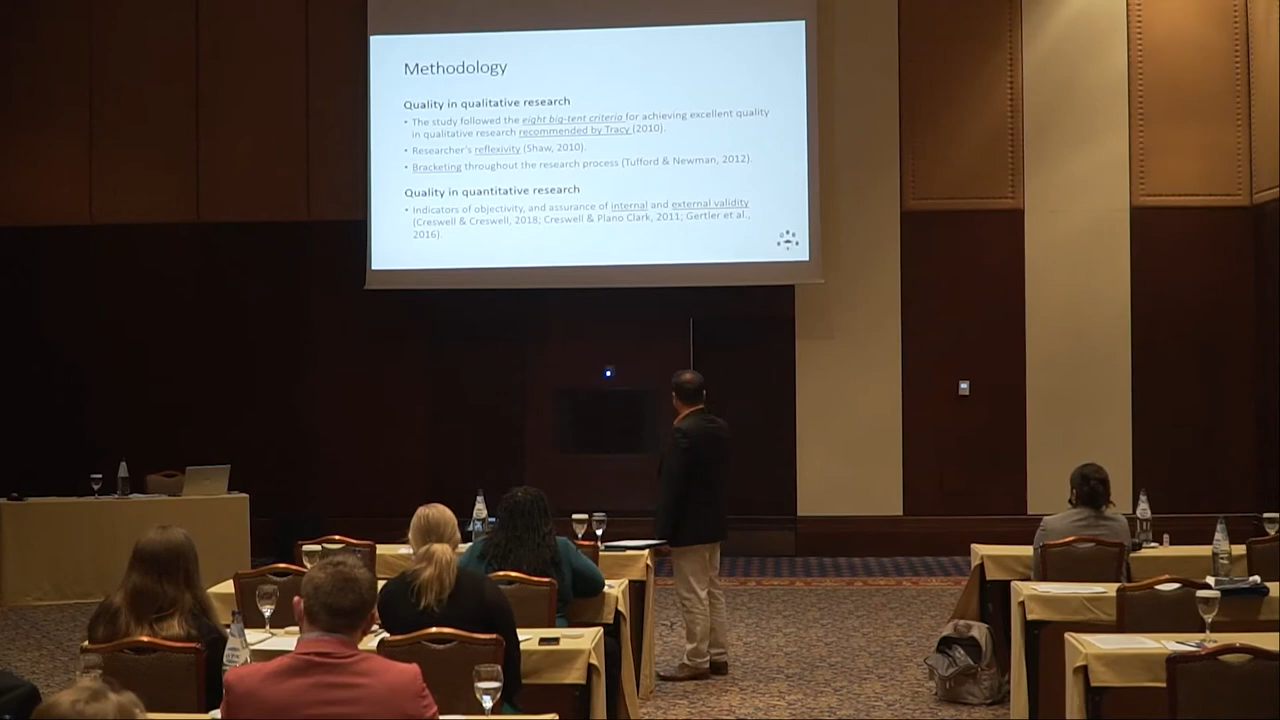 Methodology
Quality in qualitative research
• The study followed the eight big-tent criteria for achieving excellent quality
in qualitative research recommended by Tracy (2010).
• Researcher's reflexivity (Shaw, 2010).
• Bracketing throughout the research process (Tufford & Newman, 2012).
Quality in quantitative research
• Indicators of objectivity, and assurance of internal and external validity
(Creswell & Creswell, 2018; Creswell & Plano Clark, 2011; Gertler et al.,
2016).